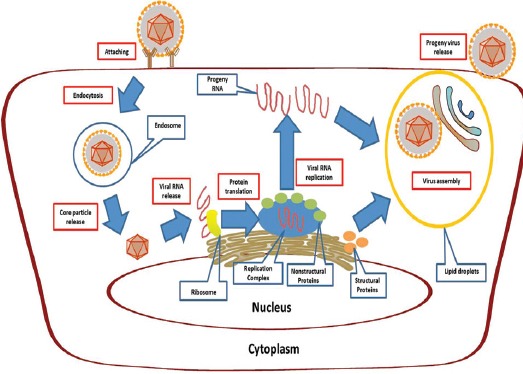 Attaching
Progeny virus
release
Endocytosis
Progeny
RNA
Endosome
Viral RNA
release
Protein
translation
Viral RNA
replication
Virus assembly
Core particle
release
Ribosome
Replication
Complex
Nonstructural
Proteins
Structural
Proteins
Lipid droplets
Nucleus
Cytoplasm